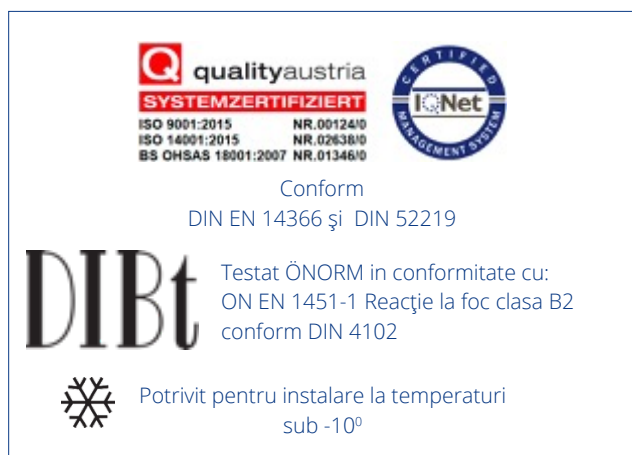 Q qualityaustria
SYSTEMZERTIFIZIERT
ISO 9001:2015 NR.00124/0
ISO 14001:2015 NR.02638/0
BS OHSAS 18001:2007 NR.01346/0
CERTIFIED
IQNet
MANAGEMENT SYSTEM
Conform
DIN EN 14366 şi DIN 52219
DIBt
Testat ÖNORM in conformitate cu:
ON EN 1451-1 Reacţie la foc clasa B2
conform DIN 4102
Potrivit pentru instalare la temperaturi
sub -10⁰